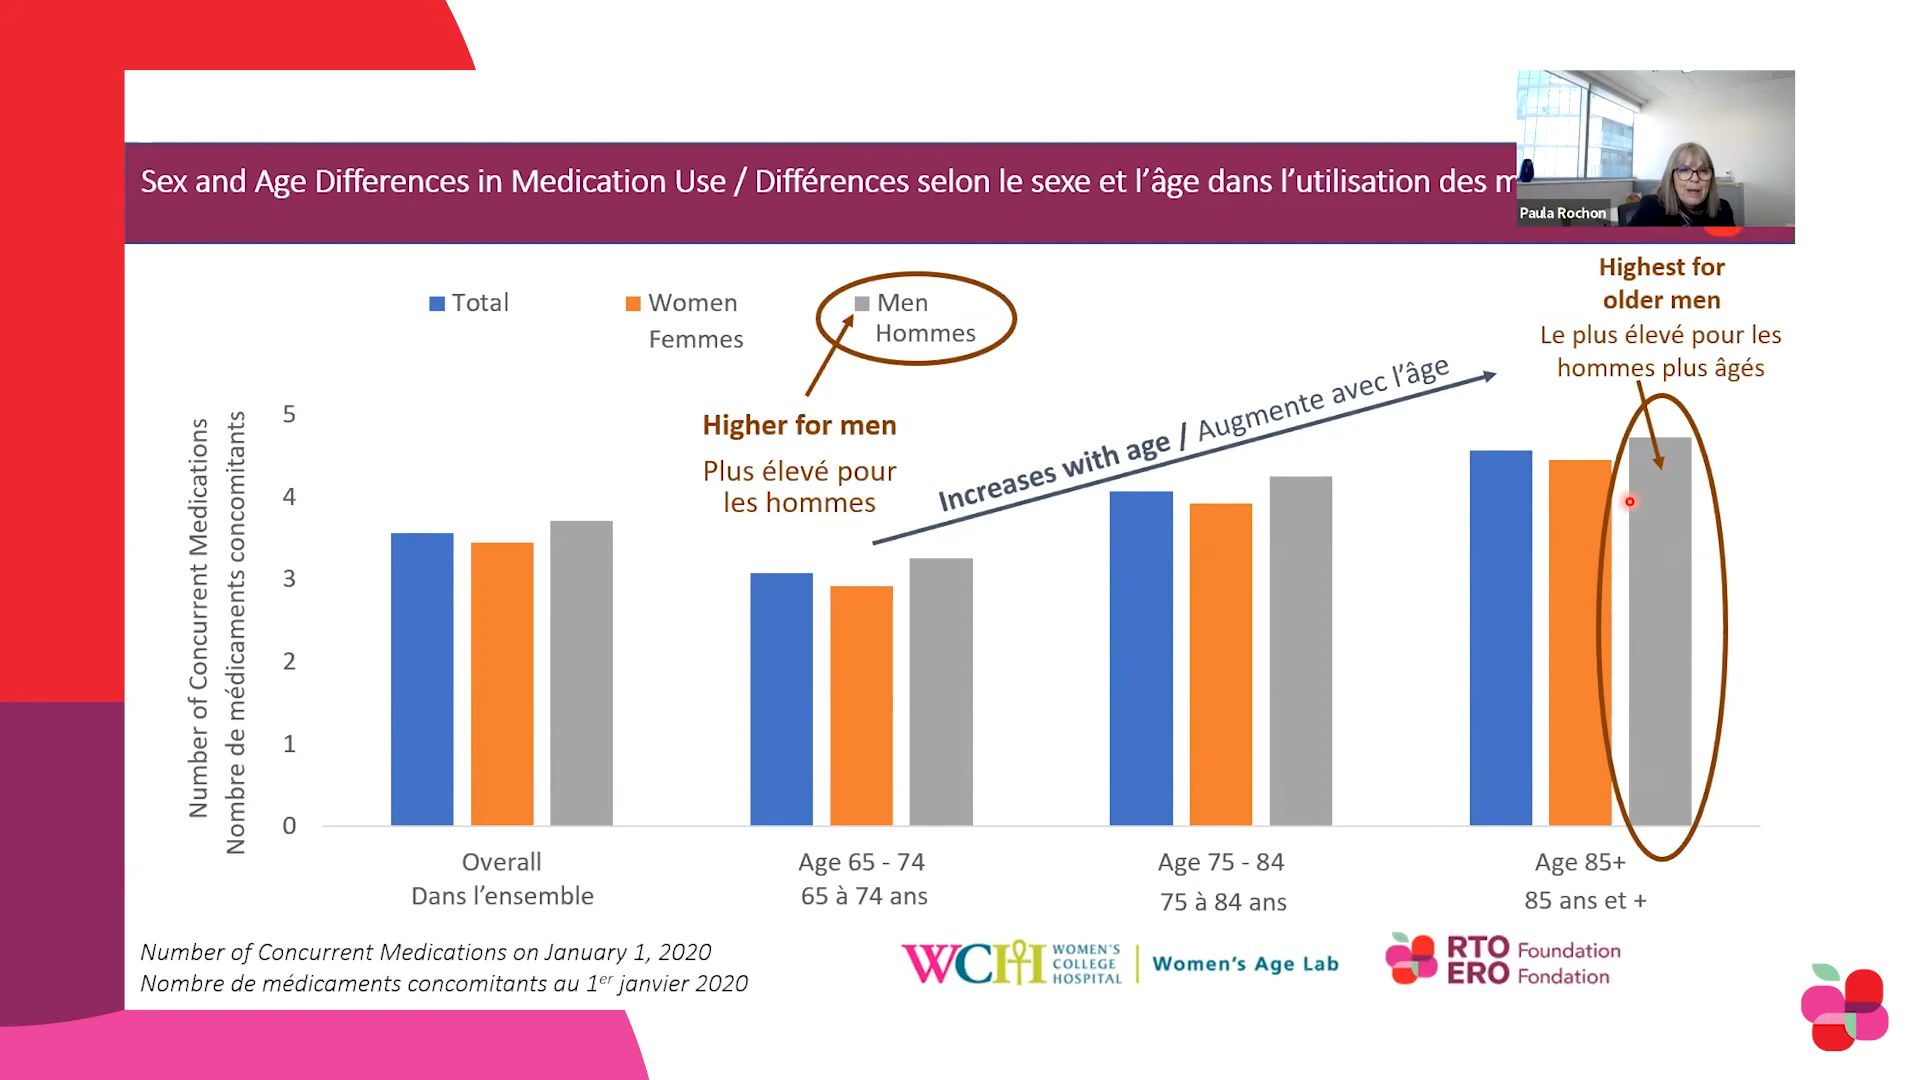 Sex and Age Differences in Medication Use / Différences selon le sexe et l’âge dans l’utilisation des
Paula Rochon
Total
Women
Femmes
Men
Hommes
Highest for
older men
Le plus élevé pour les
hommes plus âgés
Higher for men
Plus élevé pour
les hommes
Increases with age / Augmente avec l’âge
Number of Concurrent Medications
Nombre de médicaments concomitants
5
4
3
2
1
0
Overall
Dans l’ensemble
Age 65 - 74
65 à 74 ans
Age 75 - 84
75 à 84 ans
Age 85+
85 ans et +
Number of Concurrent Medications on January 1, 2020
Nombre de médicaments concomitants au 1er janvier 2020
WCH
WOMEN’S
COLLEGE
HOSPITAL
Women’s Age Lab
RTO
ERO
Foundation
Fondation